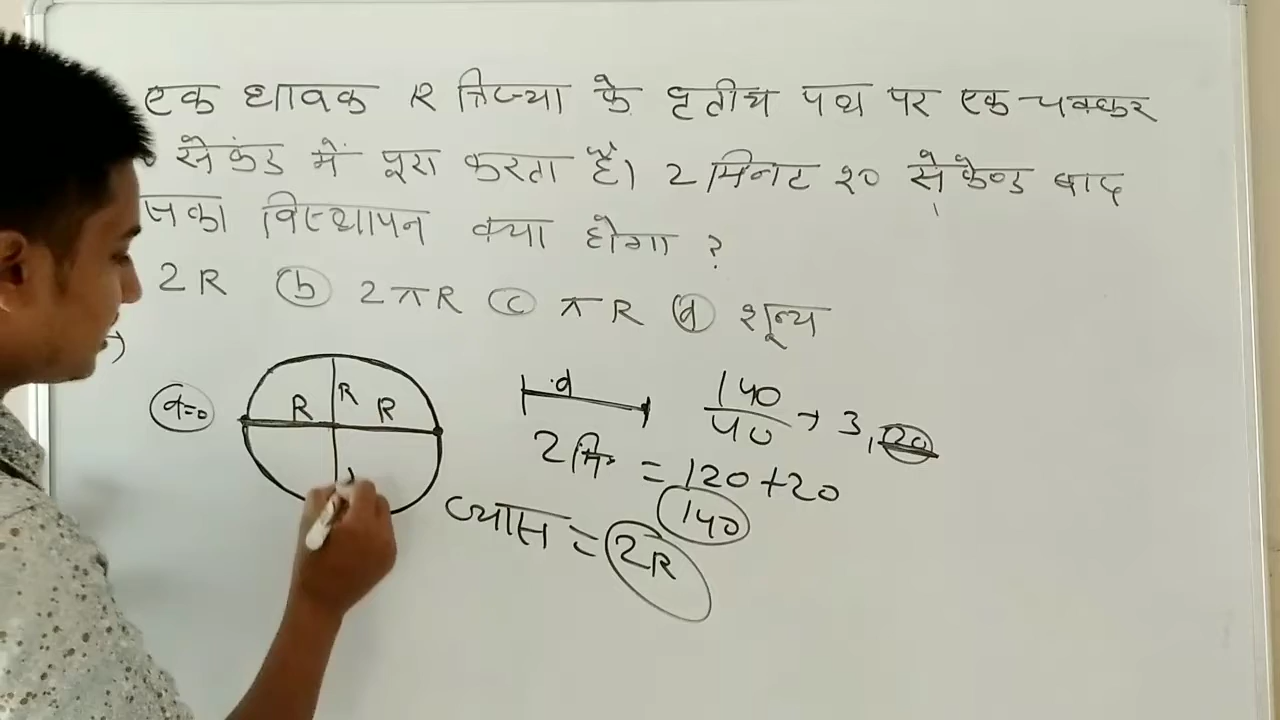 एक धावक R त्रिज्या के वृतीय पथ पर एक चक्कर
सेकंड में पूरा करता है। 2 मिनट 20 सेकेण्ड बाद
सका विस्थापन क्या होगा ?
2R (b) 2πR (c) πR (d) शून्य
d=0
R R R
d
140/40 → 3, 20
2 मि = 120+20
140
व्यास = 2R